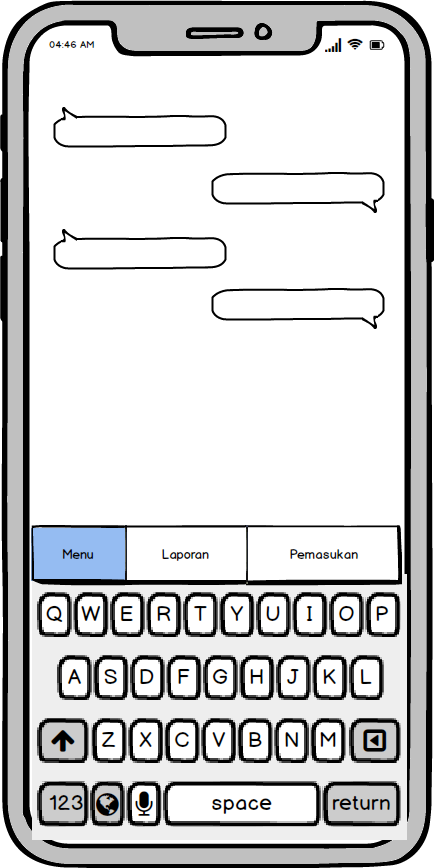 04:46 AM
Menu Laporan Pemasukan
Q W E R T Y U I O P
A S D F G H J K L
Z X C V B N M
123 space return